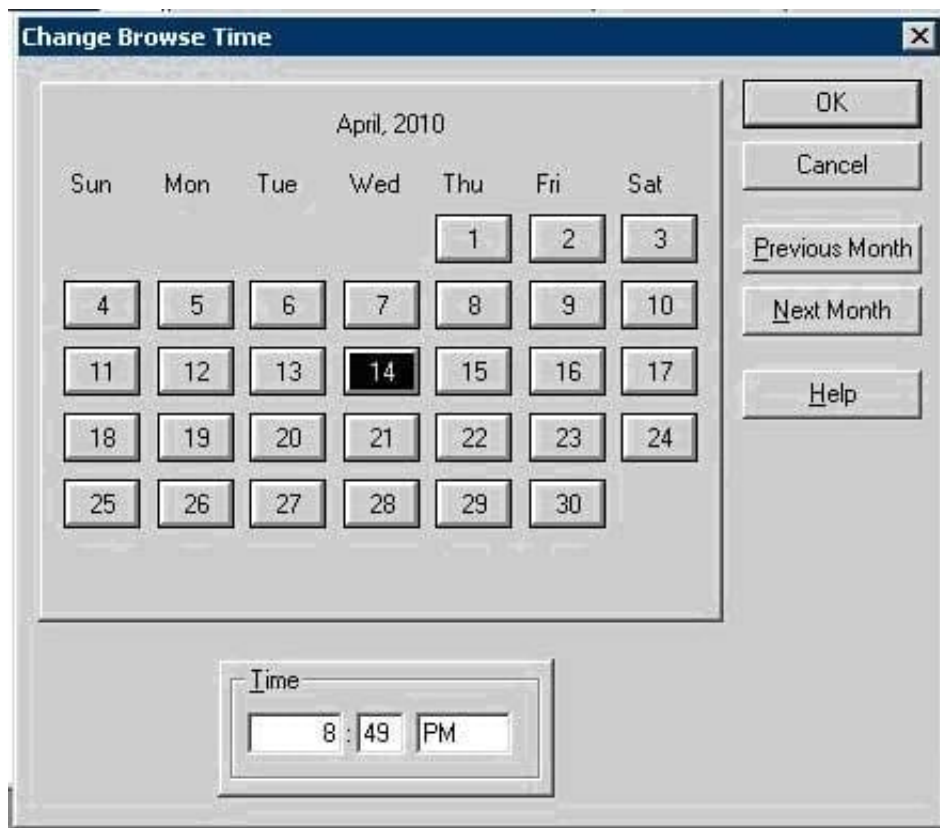 Change Browse Time
April, 2010
Sun Mon Tue Wed Thu Fri Sat
1 2 3
4 5 6 7 8 9 10
11 12 13 14 15 16 17
18 19 20 21 22 23 24
25 26 27 28 29 30
OK
Cancel
Previous Month
Next Month
Help
Time
8 : 49 PM